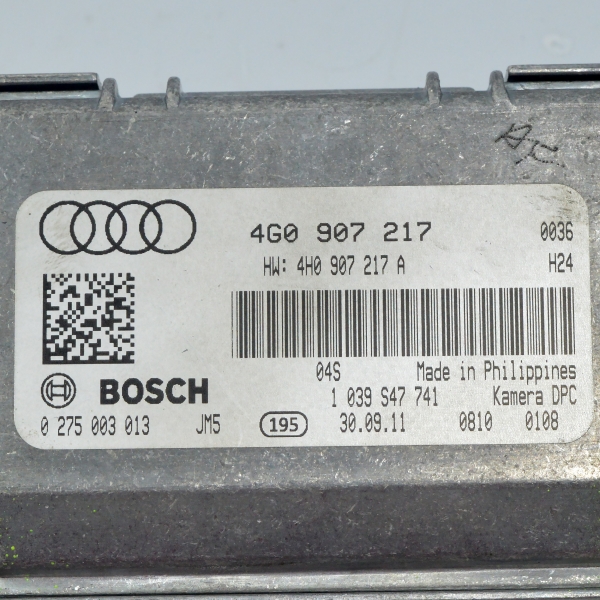 4G0 907 217 0036
HW: 4H0 907 217 A H24
04S Made in Philippines
BOSCH 1 039 S47 741 Kamera DPC
0 275 003 013 JM5 195 30.09.11 0810 0108